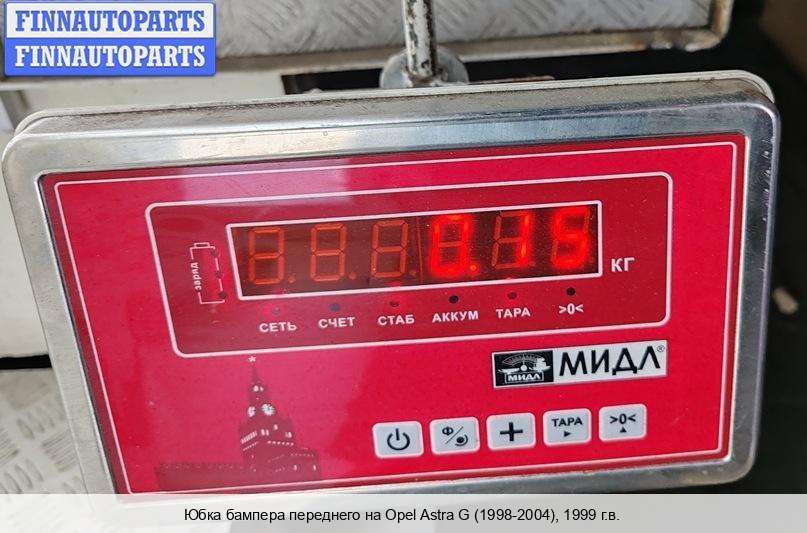 FINNAUTOPARTS
FINNAUTOPARTS
0.15
КГ
заряд
СЕТЬ СЧЕТ СТАБ АККУМ ТАРА >0<
МИДЛ МИДЛ®
Ф/ + ТАРА >0<
Юбка бампера переднего на Opel Astra G (1998-2004), 1999 г.в.